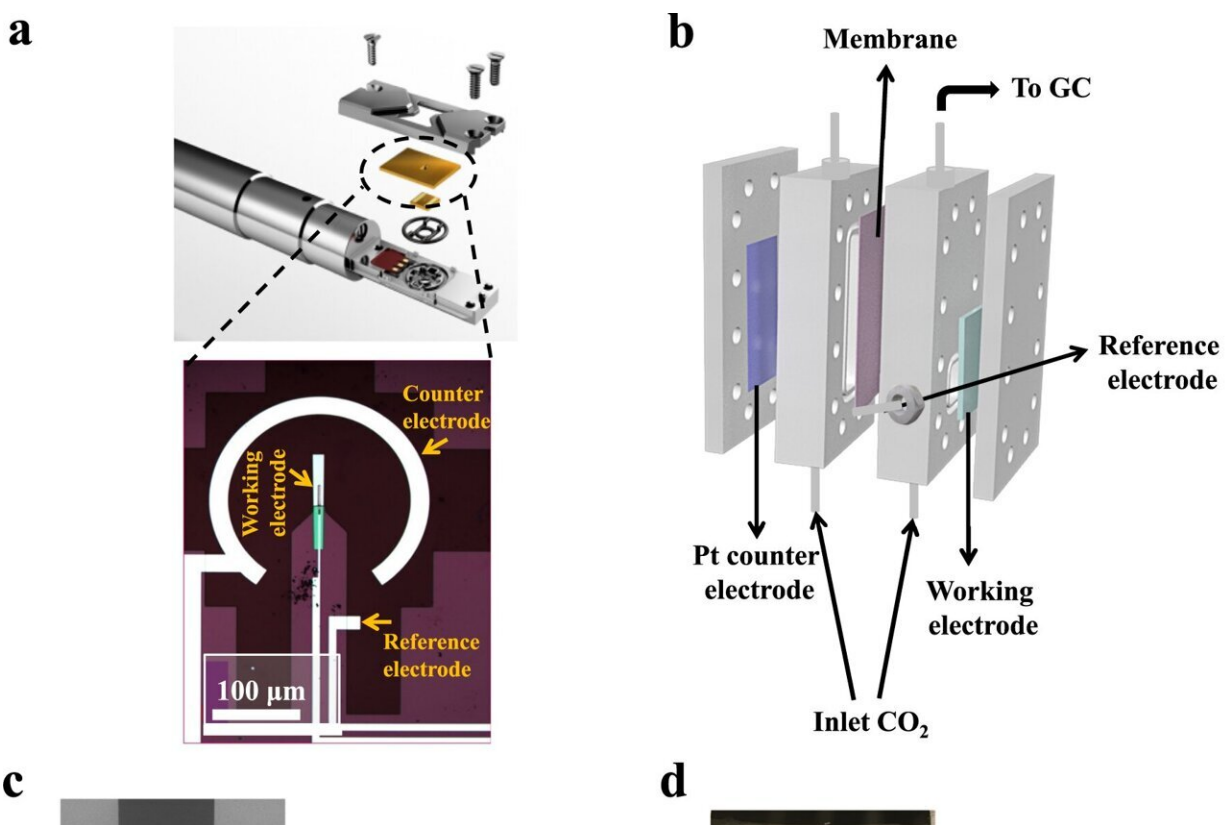 a
Counter
electrode
Working
electrode
Reference
electrode
100 µm
b
Membrane
To GC
Reference
electrode
Pt counter
electrode
Working
electrode
Inlet CO₂
c
d